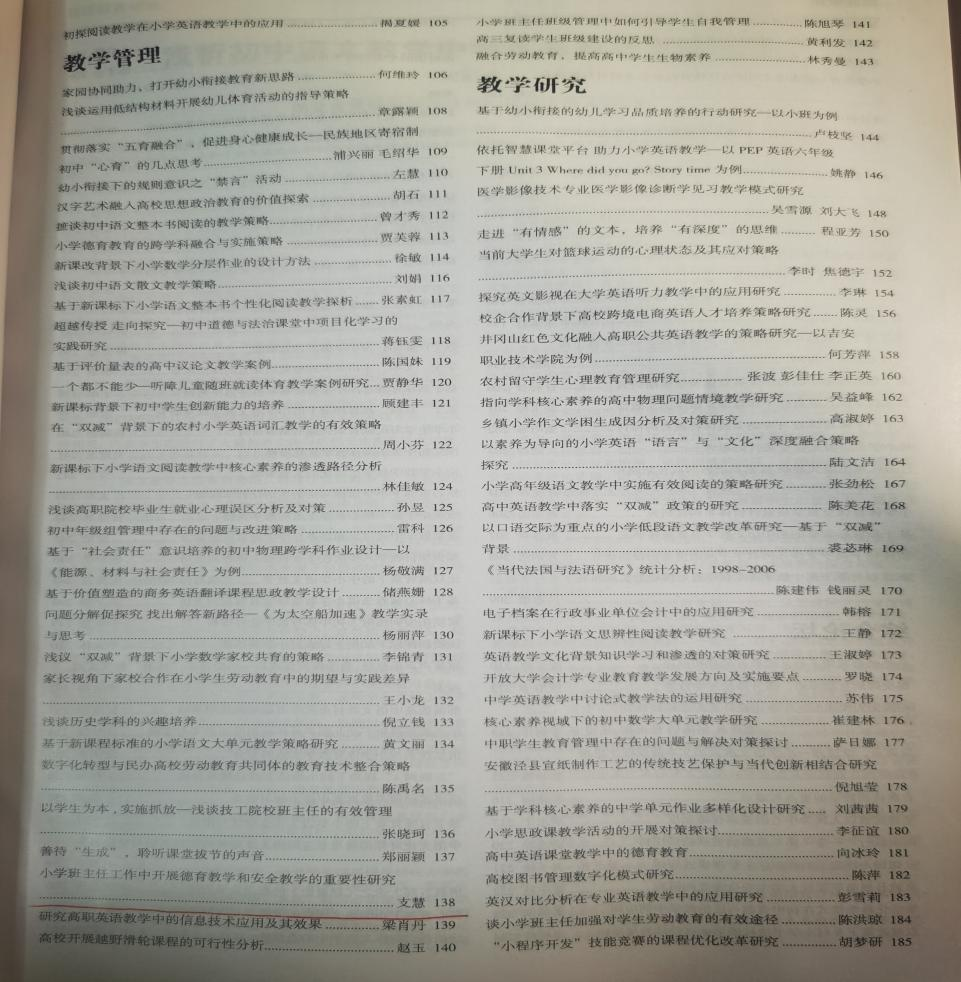 初探阅读教学在小学英语教学中的应用 ………………… 揭夏媛 105
教学管理
家园协同助力、打开幼小衔接教育新思路 ……………… 何维玲 106
浅谈运用低结构材料开展幼儿体育活动的指导策略
………………………………………………………… 章露颖 108
贯彻落实“五育融合”，促进身心健康成长—民族地区寄宿制
初中“心育”的几点思考 ……………………… 浦兴丽 毛绍华 109
幼小衔接下的规则意识之“禁言”活动 ………………… 左慧 110
汉字艺术融入高校思想政治教育的价值探索 …………… 胡石 111
摭谈初中语文整本书阅读的教学策略 ………………… 曾才秀 112
小学德育教育的跨学科融合与实施策略 ……………… 贾芙蓉 113
新课改背景下小学数学分层作业的设计方法 …………… 徐敏 114
浅谈初中语文散文教学策略 …………………………… 刘娟 116
基于新课标下小学语文整本书个性化阅读教学探析 …… 张素虹 117
超越传授 走向探究—初中道德与法治课堂中项目化学习的
实践研究 ……………………………………………… 蒋钰雯 118
基于评价量表的高中议论文教学案例 ………………… 陈国妹 119
一个都不能少—听障儿童随班就读体育教学案例研究 … 贾静华 120
新课标背景下初中学生创新能力的培养 ……………… 顾建丰 121
在“双减”背景下的农村小学英语词汇教学的有效策略
………………………………………………………… 周小芬 122
新课标下小学语文阅读教学中核心素养的渗透路径分析
………………………………………………………… 林佳敏 124
浅谈高职院校毕业生就业心理误区分析及对策 ………… 孙昱 125
初中年级组管理中存在的问题与改进策略 ……………… 雷科 126
基于“社会责任”意识培养的初中物理跨学科作业设计—以
《能源、材料与社会责任》为例 ……………………… 杨敬满 127
基于价值塑造的商务英语翻译课程思政教学设计 ……… 储燕姗 128
问题分解促探究 找出解答新路径—《为太空船加速》教学实录
与思考 ………………………………………………… 杨丽萍 130
浅议“双减”背景下小学数学家校共育的策略 ………… 李锦青 131
家长视角下家校合作在小学生劳动教育中的期望与实践差异
………………………………………………………… 王小龙 132
浅谈历史学科的兴趣培养 ……………………………… 倪立钱 133
基于新课程标准的小学语文大单元教学策略研究 ……… 黄文丽 134
数字化转型与民办高校劳动教育共同体的教育技术整合策略
………………………………………………………… 陈禹名 135
以学生为本，实施抓放—浅谈技工院校班主任的有效管理
………………………………………………………… 张晓珂 136
善待“生成”，聆听课堂拔节的声音 ………………… 郑丽颖 137
小学班主任工作中开展德育教学和安全教学的重要性研究
………………………………………………………… 支慧 138
研究高职英语教学中的信息技术应用及其效果 ………… 梁肖丹 139
高校开展越野滑轮课程的可行性分析 ………………… 赵玉 140
小学班主任班级管理中如何引导学生自我管理 ………… 陈旭琴 141
高三复读学生班级建设的反思 ………………………… 黄利发 142
融合劳动教育，提高高中学生生物素养 ……………… 林秀曼 143
教学研究
基于幼小衔接的幼儿学习品质培养的行动研究—以小班为例
………………………………………………………… 卢枝坚 144
依托智慧课堂平台 助力小学英语教学—以 PEP 英语六年级
下册 Unit 3 Where did you go? Story time 为例 ……… 姚静 146
医学影像技术专业医学影像诊断学见习教学模式研究
……………………………………………… 吴雪源 刘大飞 148
走进“有情感”的文本，培养“有深度”的思维 ……… 程亚芳 150
当前大学生对篮球运动的心理状态及其应对策略
……………………………………………… 李时 焦德宇 152
探究英文影视在大学英语听力教学中的应用研究 ……… 李琳 154
校企合作背景下高校跨境电商英语人才培养策略研究 …… 陈灵 156
井冈山红色文化融入高职公共英语教学的策略研究—以吉安
职业技术学院为例 ……………………………………… 何芳萍 158
农村留守学生心理教育管理研究 ……… 张波 彭佳仕 李正英 160
指向学科核心素养的高中物理问题情境教学研究 ……… 吴益峰 162
乡镇小学作文学困生成因分析及对策研究 …………… 高淑婷 163
以素养为导向的小学英语“语言”与“文化”深度融合策略
探究 …………………………………………………… 陆文洁 164
小学高年级语文教学中实施有效阅读的策略研究 ……… 张劲松 167
高中英语教学中落实“双减”政策的研究 …………… 陈美花 168
以口语交际为重点的小学低段语文教学改革研究—基于“双减”
背景 …………………………………………………… 裘苾琳 169
《当代法国与法语研究》统计分析：1998-2006
……………………………………………… 陈建伟 钱丽灵 170
电子档案在行政事业单位会计中的应用研究 …………… 韩榕 171
新课标下小学语文思辨性阅读教学研究 ………………… 王静 172
英语教学文化背景知识学习和渗透的对策研究 ………… 王淑婷 173
开放大学会计学专业教育教学发展方向及实施要点 …… 罗晓 174
中学英语教学中讨论式教学法的运用研究 ……………… 苏伟 175
核心素养视域下的初中数学大单元教学研究 ………… 崔建林 176
中职学生教育管理中存在的问题与解决对策探讨 ……… 萨日娜 177
安徽泾县宣纸制作工艺的传统技艺保护与当代创新相结合研究
………………………………………………………… 倪旭莹 178
基于学科核心素养的中学单元作业多样化设计研究 …… 刘茜茜 179
小学思政课教学活动的开展对策探讨 ………………… 李征谊 180
高中英语课堂教学中的德育教育 ……………………… 向冰玲 181
高校图书管理数字化模式研究 ………………………… 陈萍 182
英汉对比分析在专业英语教学中的应用研究 ………… 彭雪莉 183
谈小学班主任加强对学生劳动教育的有效途径 ……… 陈洪琼 184
“小程序开发”技能竞赛的课程优化改革研究 ……… 胡梦研 185